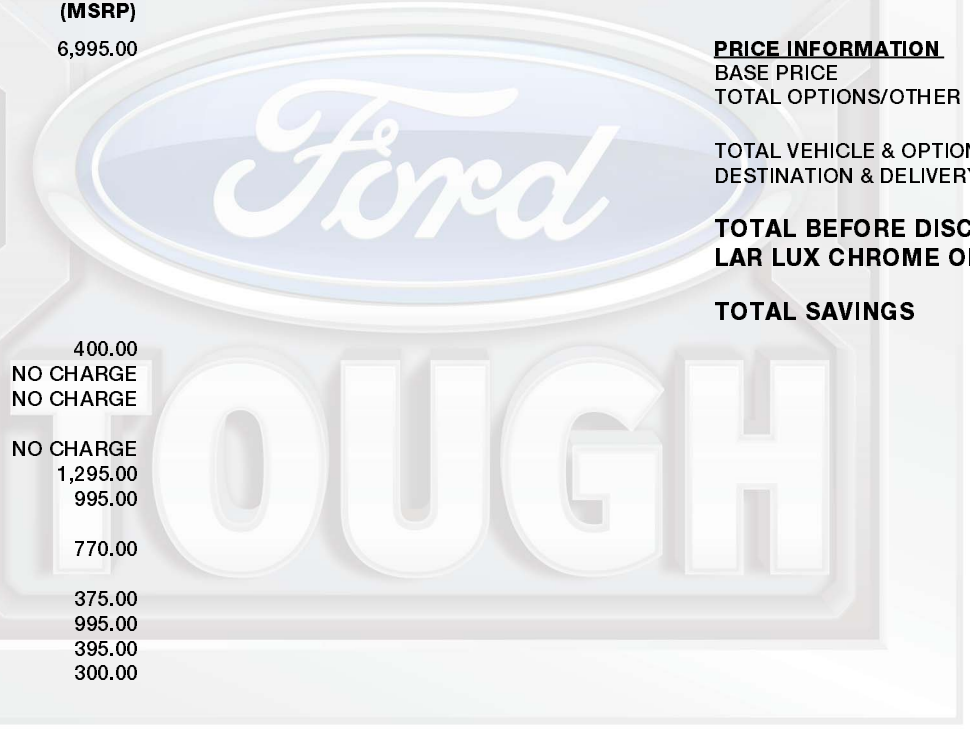 (MSRP)
6,995.00
400.00
NO CHARGE
NO CHARGE
NO CHARGE
1,295.00
995.00
770.00
375.00
995.00
395.00
300.00
PRICE INFORMATION
BASE PRICE
TOTAL OPTIONS/OTHER
TOTAL VEHICLE & OPTION
DESTINATION & DELIVERY
TOTAL BEFORE DISC
LAR LUX CHROME O
TOTAL SAVINGS
Ford
TOUGH